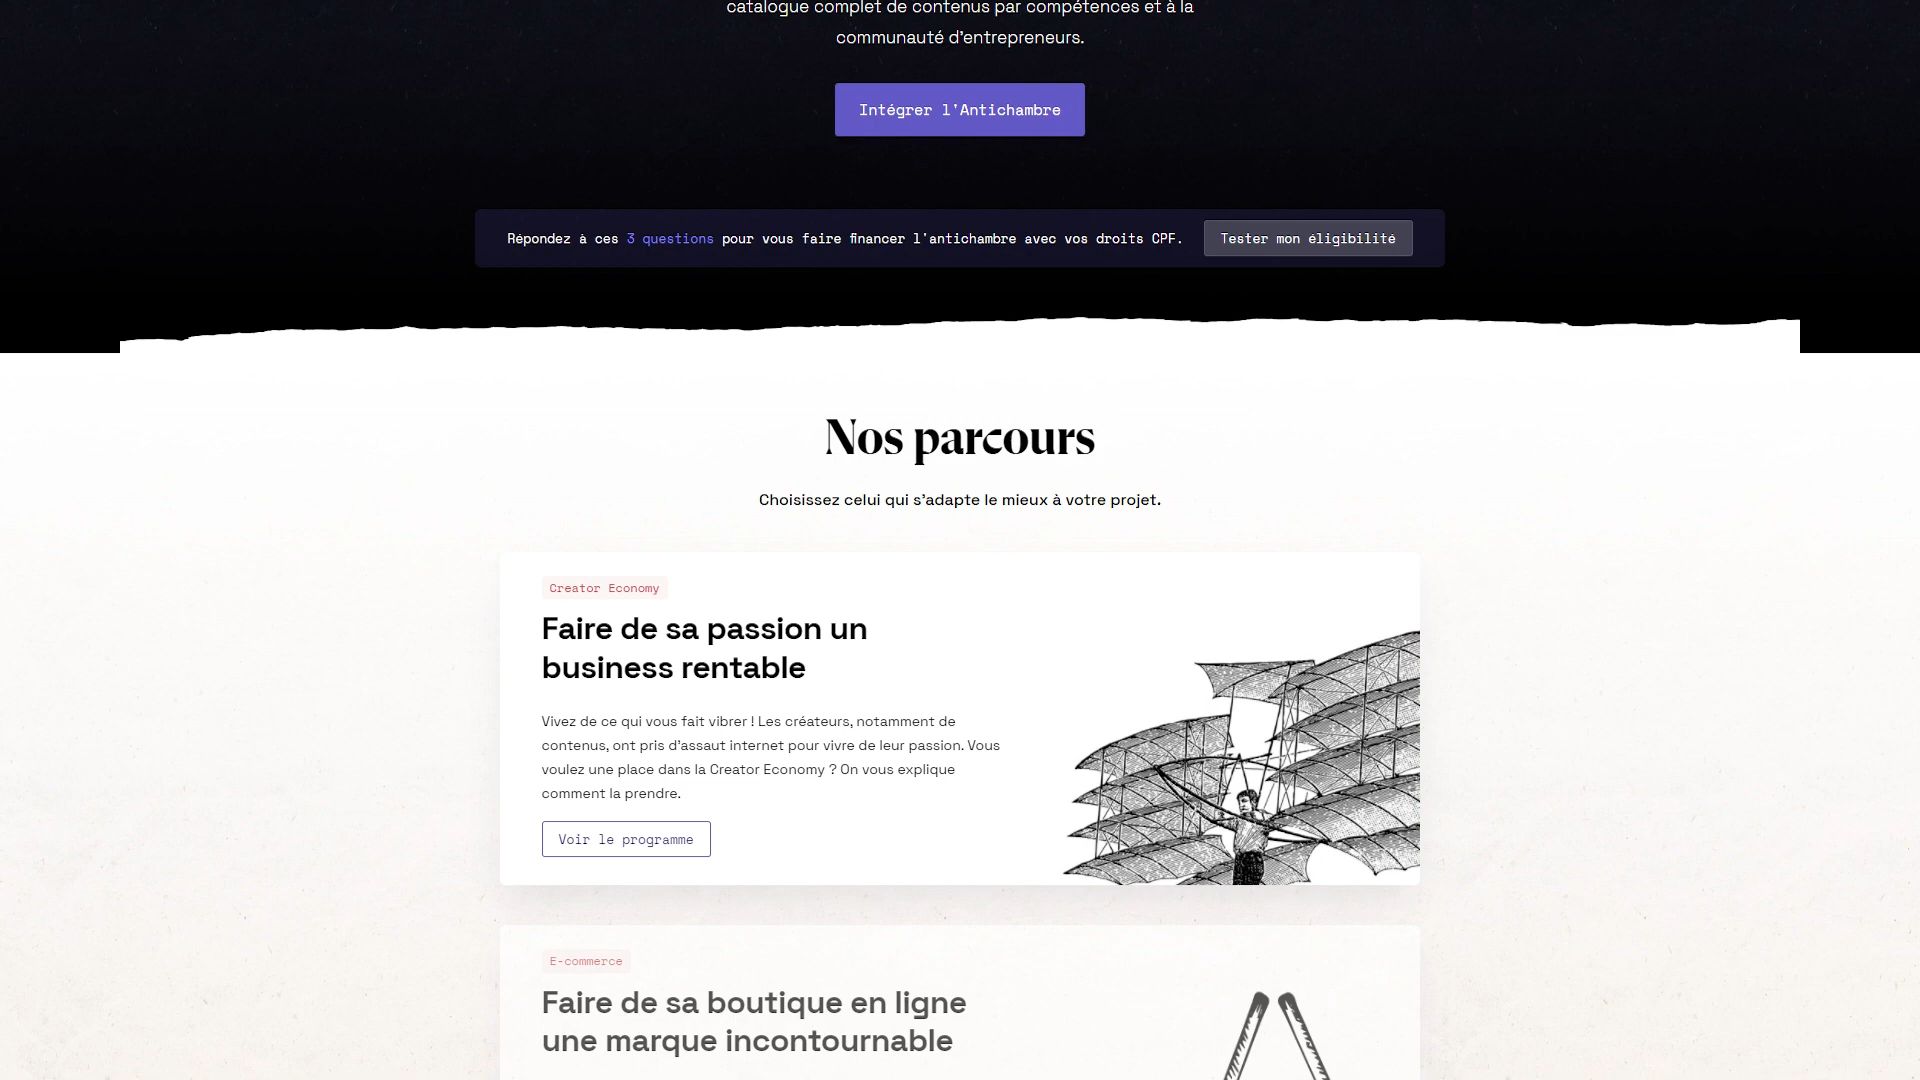 catalogue complet de contenus par compétences et à la
communauté d’entrepreneurs.
Intégrer l'Antichambre
Répondez à ces 3 questions pour vous faire financer l'antichambre avec vos droits CPF.
Tester mon éligibilité
Nos parcours
Choisissez celui qui s’adapte le mieux à votre projet.
Creator Economy
Faire de sa passion un
business rentable
Vivez de ce qui vous fait vibrer ! Les créateurs, notamment de
contenus, ont pris d’assaut internet pour vivre de leur passion. Vous
voulez une place dans la Creator Economy ? On vous explique
comment la prendre.
Voir le programme
E-commerce
Faire de sa boutique en ligne
une marque incontournable